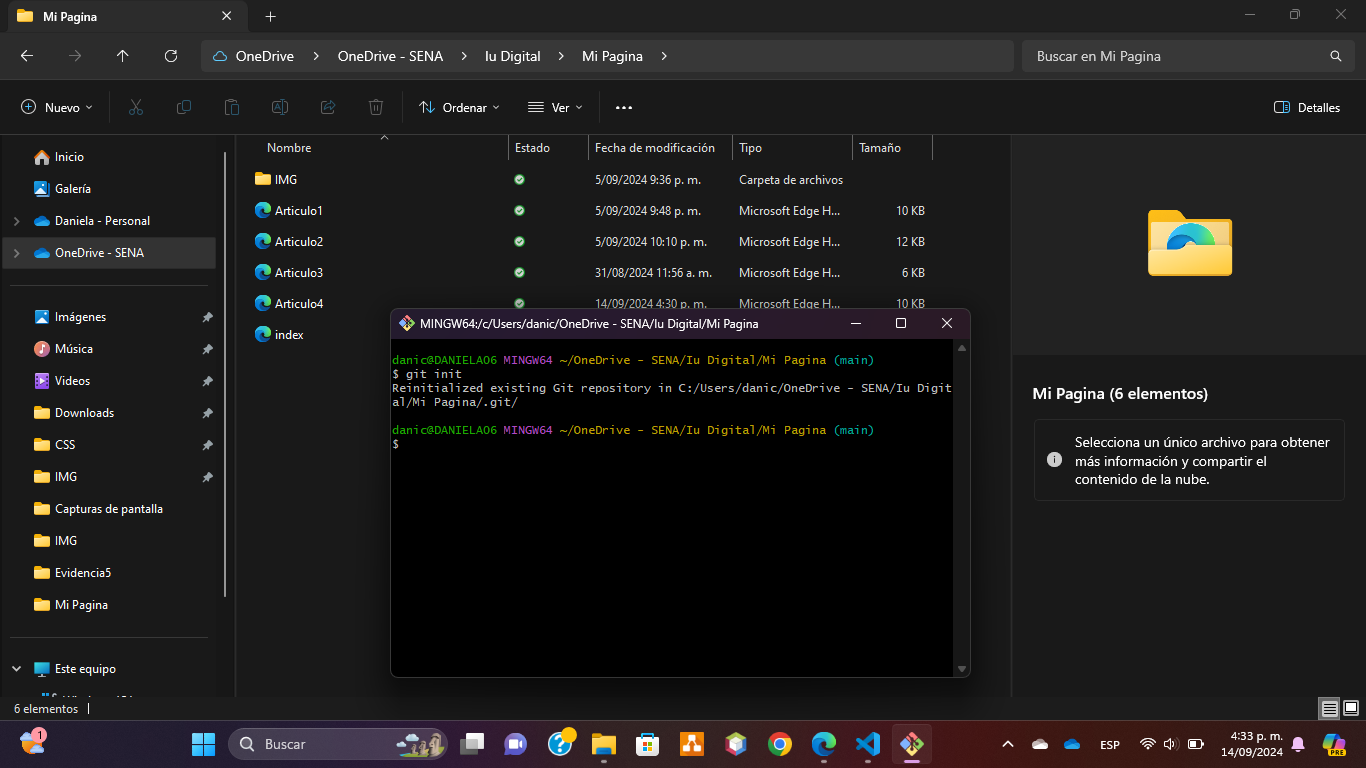 Mi Pagina
OneDrive > OneDrive - SENA > Iu Digital > Mi Pagina >
Buscar en Mi Pagina
Nuevo
Ordenar
Ver
Detalles
Inicio
Galería
Daniela - Personal
OneDrive - SENA
Imágenes
Música
Videos
Downloads
CSS
IMG
Capturas de pantalla
IMG
Evidencia5
Mi Pagina
Este equipo
Nombre Estado Fecha de modificación Tipo Tamaño
IMG 5/09/2024 9:36 p. m. Carpeta de archivos
Articulo1 5/09/2024 9:48 p. m. Microsoft Edge H... 10 KB
Articulo2 5/09/2024 10:10 p. m. Microsoft Edge H... 12 KB
Articulo3 31/08/2024 11:56 a. m. Microsoft Edge H... 6 KB
Articulo4 14/09/2024 4:30 p. m. Microsoft Edge H... 10 KB
index
MINGW64:/c/Users/danic/OneDrive - SENA/Iu Digital/Mi Pagina
danic@DANIELA06 MINGW64 ~/OneDrive - SENA/Iu Digital/Mi Pagina (main)
$ git init
Reinitialized existing Git repository in C:/Users/danic/OneDrive - SENA/Iu Digit
al/Mi Pagina/.git/
danic@DANIELA06 MINGW64 ~/OneDrive - SENA/Iu Digital/Mi Pagina (main)
$
Mi Pagina (6 elementos)
Selecciona un único archivo para obtener
más información y compartir el
contenido de la nube.
6 elementos
1
Buscar
ESP
4:33 p. m.
14/09/2024
PRE